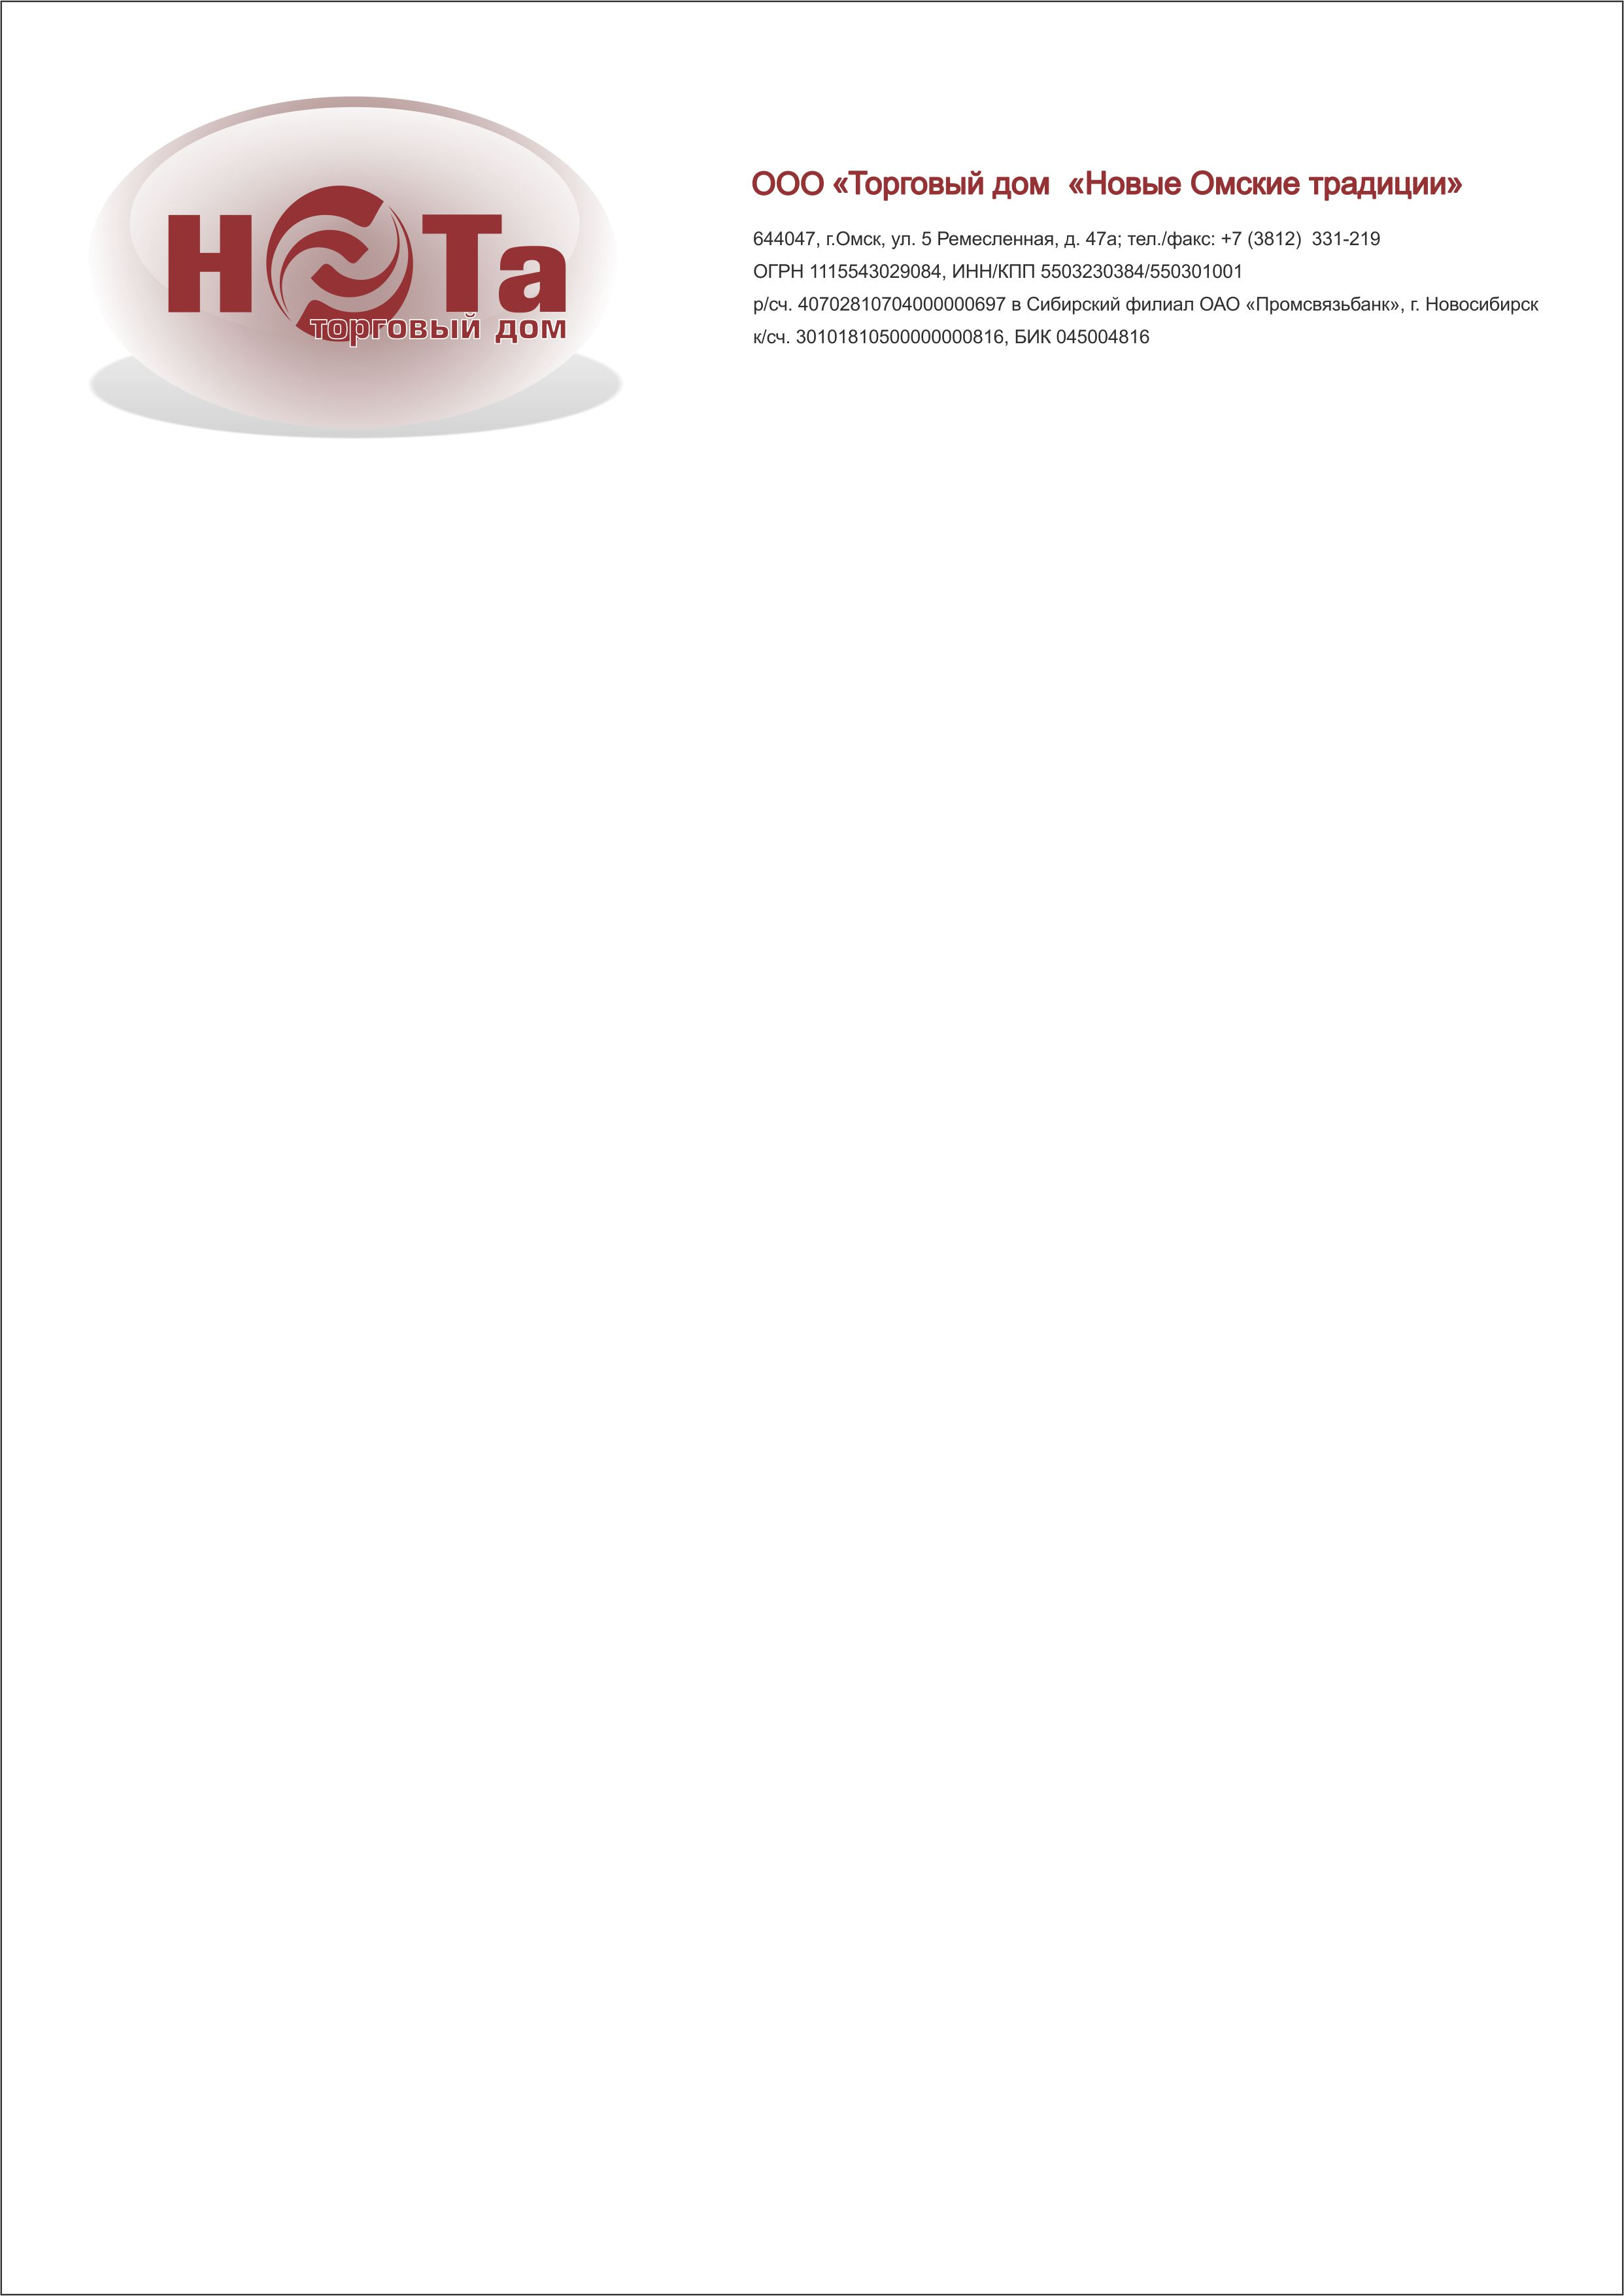 НОТа
торговый дом
ООО «Торговый дом «Новые Омские традиции»
644047, г.Омск, ул. 5 Ремесленная, д. 47а; тел./факс: +7 (3812) 331-219
ОГРН 1115543029084, ИНН/КПП 5503230384/550301001
р/сч. 40702810704000000697 в Сибирский филиал ОАО «Промсвязьбанк», г. Новосибирск
к/сч. 30101810500000000816, БИК 045004816